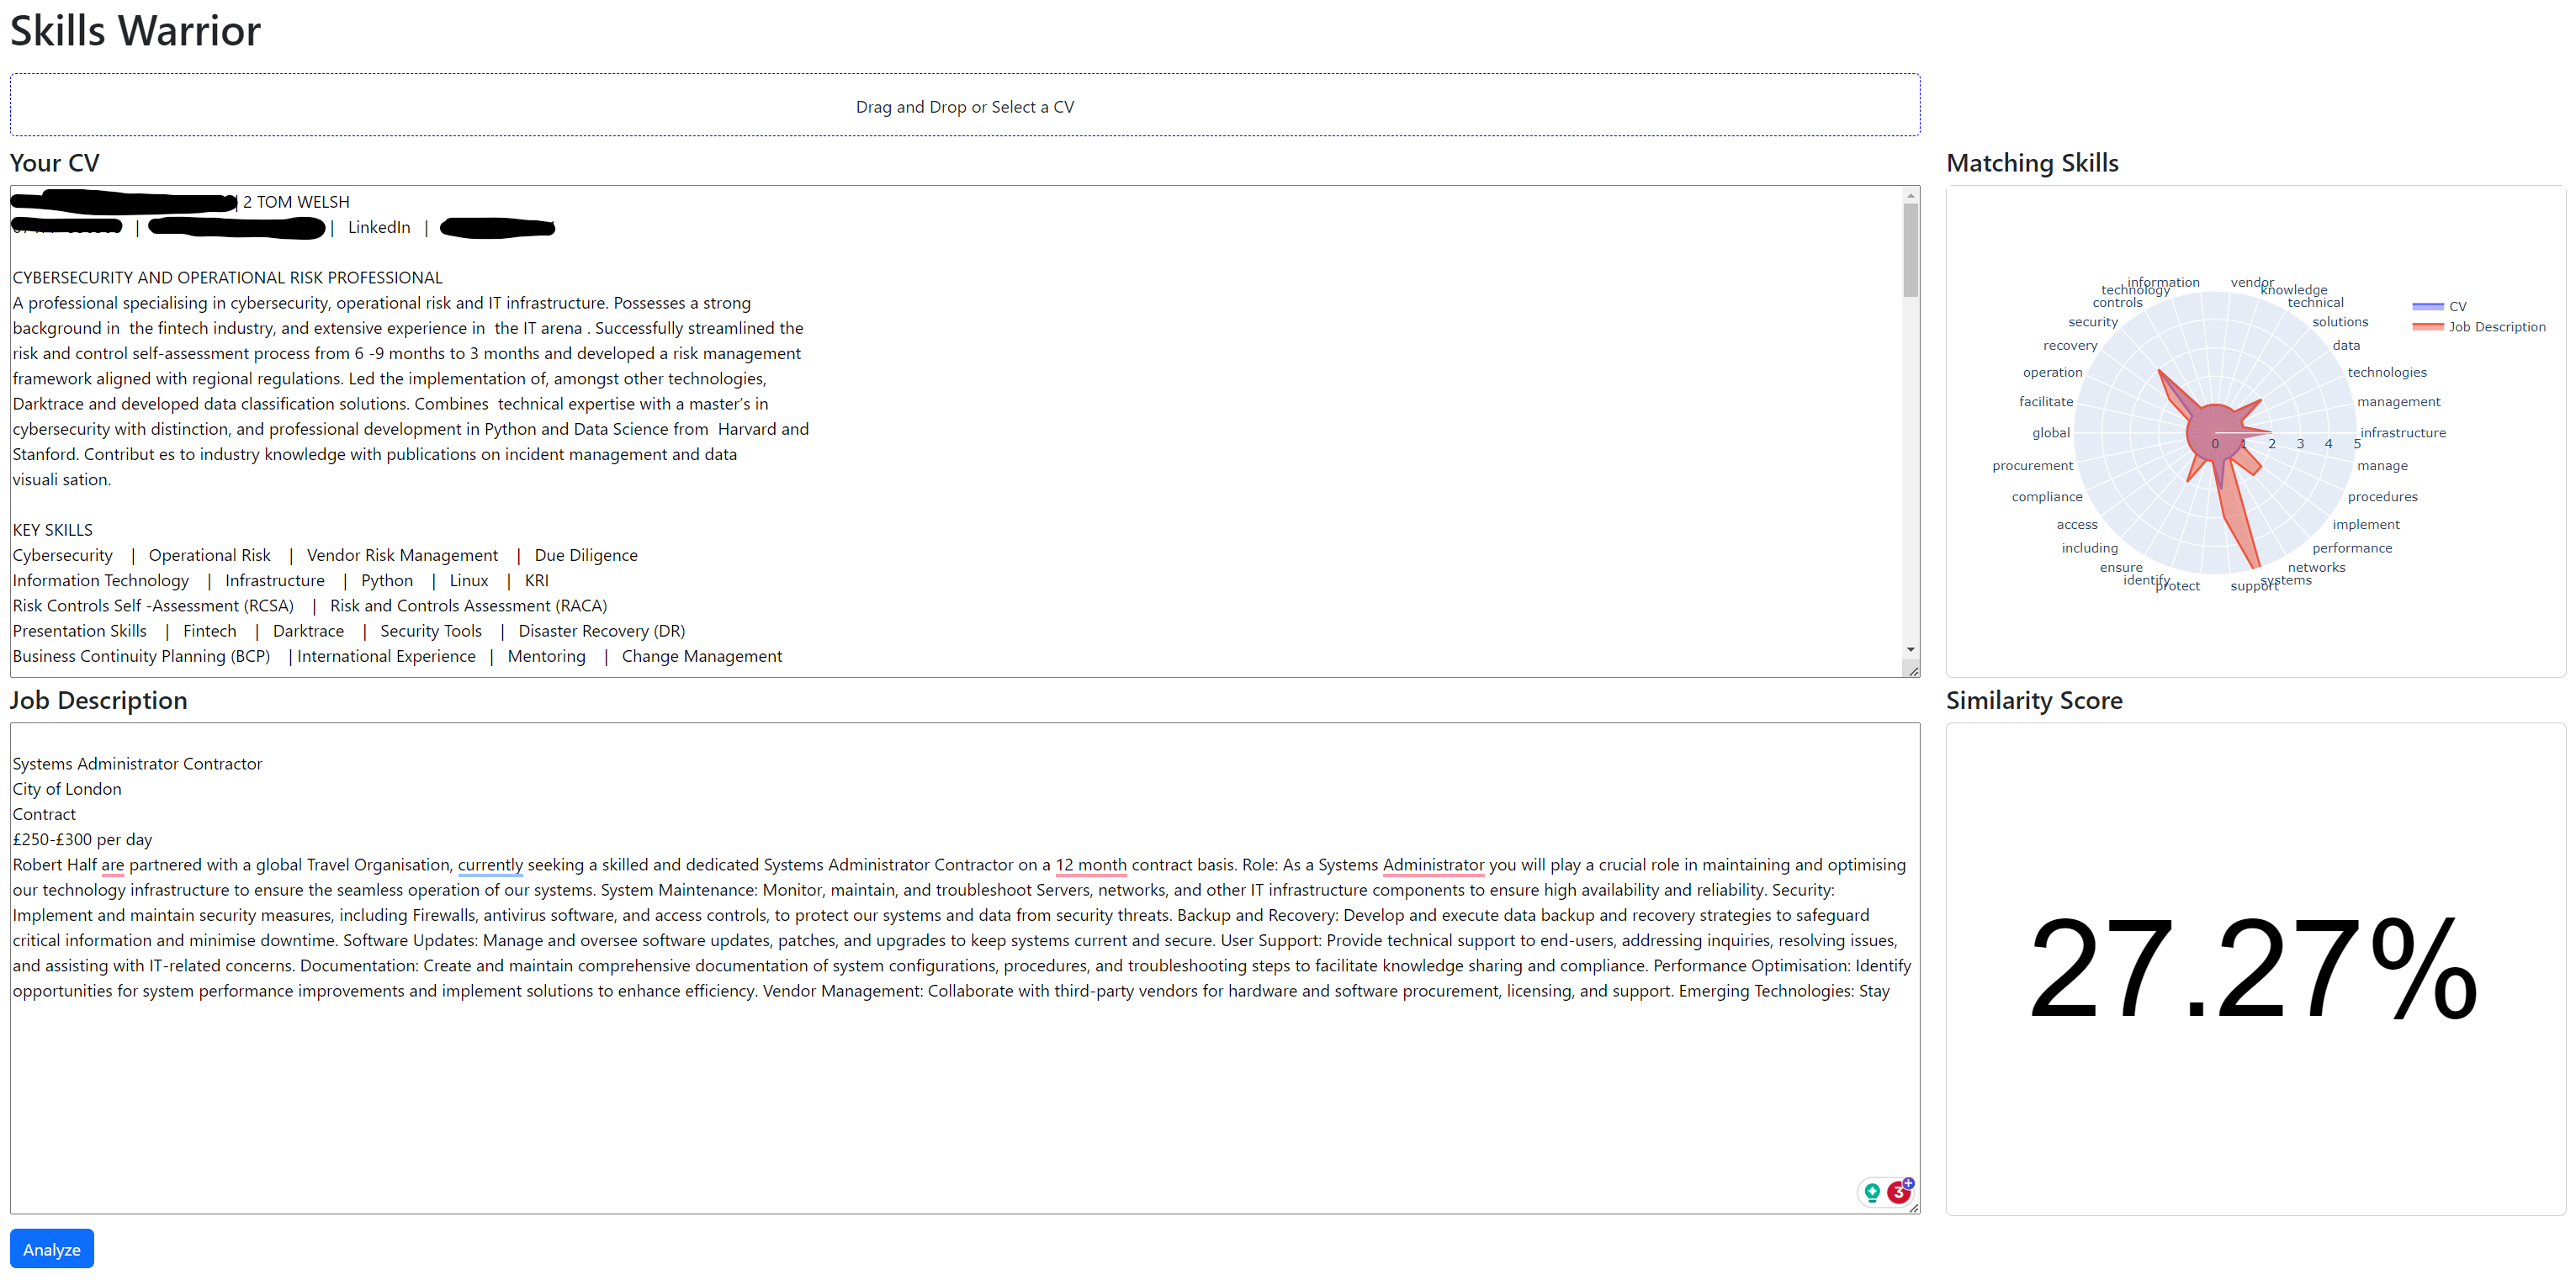 Skills Warrior
Drag and Drop or Select a CV
Your CV
| 2 TOM WELSH
| | LinkedIn |
CYBERSECURITY AND OPERATIONAL RISK PROFESSIONAL
A professional specialising in cybersecurity, operational risk and IT infrastructure. Possesses a strong
background in  the fintech industry, and extensive experience in  the IT arena . Successfully streamlined the
risk and control self-assessment process from 6 -9 months to 3 months and developed a risk management
framework aligned with regional regulations. Led the implementation of, amongst other technologies,
Darktrace and developed data classification solutions. Combines  technical expertise with a master's in
cybersecurity with distinction, and professional development in Python and Data Science from  Harvard and
Stanford. Contribut es to industry knowledge with publications on incident management and data
visuali sation.
KEY SKILLS
Cybersecurity | Operational Risk | Vendor Risk Management | Due Diligence
Information Technology | Infrastructure | Python | Linux | KRI
Risk Controls Self -Assessment (RCSA) | Risk and Controls Assessment (RACA)
Presentation Skills | Fintech | Darktrace | Security Tools | Disaster Recovery (DR)
Business Continuity Planning (BCP) | International Experience | Mentoring | Change Management
Matching Skills
information
vendor
technology
knowledge
controls
technical
security
solutions
recovery
data
operation
technologies
facilitate
management
global
infrastructure
procurement
manage
compliance
procedures
access
implement
including
performance
ensure
networks
identify
systems
protect
support
0 1 2 3 4 5
CV
Job Description
Job Description
Systems Administrator Contractor
City of London
Contract
£250-£300 per day
Robert Half are partnered with a global Travel Organisation, currently seeking a skilled and dedicated Systems Administrator Contractor on a 12 month contract basis. Role: As a Systems Administrator you will play a crucial role in maintaining and optimising
our technology infrastructure to ensure the seamless operation of our systems. System Maintenance: Monitor, maintain, and troubleshoot Servers, networks, and other IT infrastructure components to ensure high availability and reliability. Security:
Implement and maintain security measures, including Firewalls, antivirus software, and access controls, to protect our systems and data from security threats. Backup and Recovery: Develop and execute data backup and recovery strategies to safeguard
critical information and minimise downtime. Software Updates: Manage and oversee software updates, patches, and upgrades to keep systems current and secure. User Support: Provide technical support to end-users, addressing inquiries, resolving issues,
and assisting with IT-related concerns. Documentation: Create and maintain comprehensive documentation of system configurations, procedures, and troubleshooting steps to facilitate knowledge sharing and compliance. Performance Optimisation: Identify
opportunities for system performance improvements and implement solutions to enhance efficiency. Vendor Management: Collaborate with third-party vendors for hardware and software procurement, licensing, and support. Emerging Technologies: Stay
3
Similarity Score
27.27%
Analyze